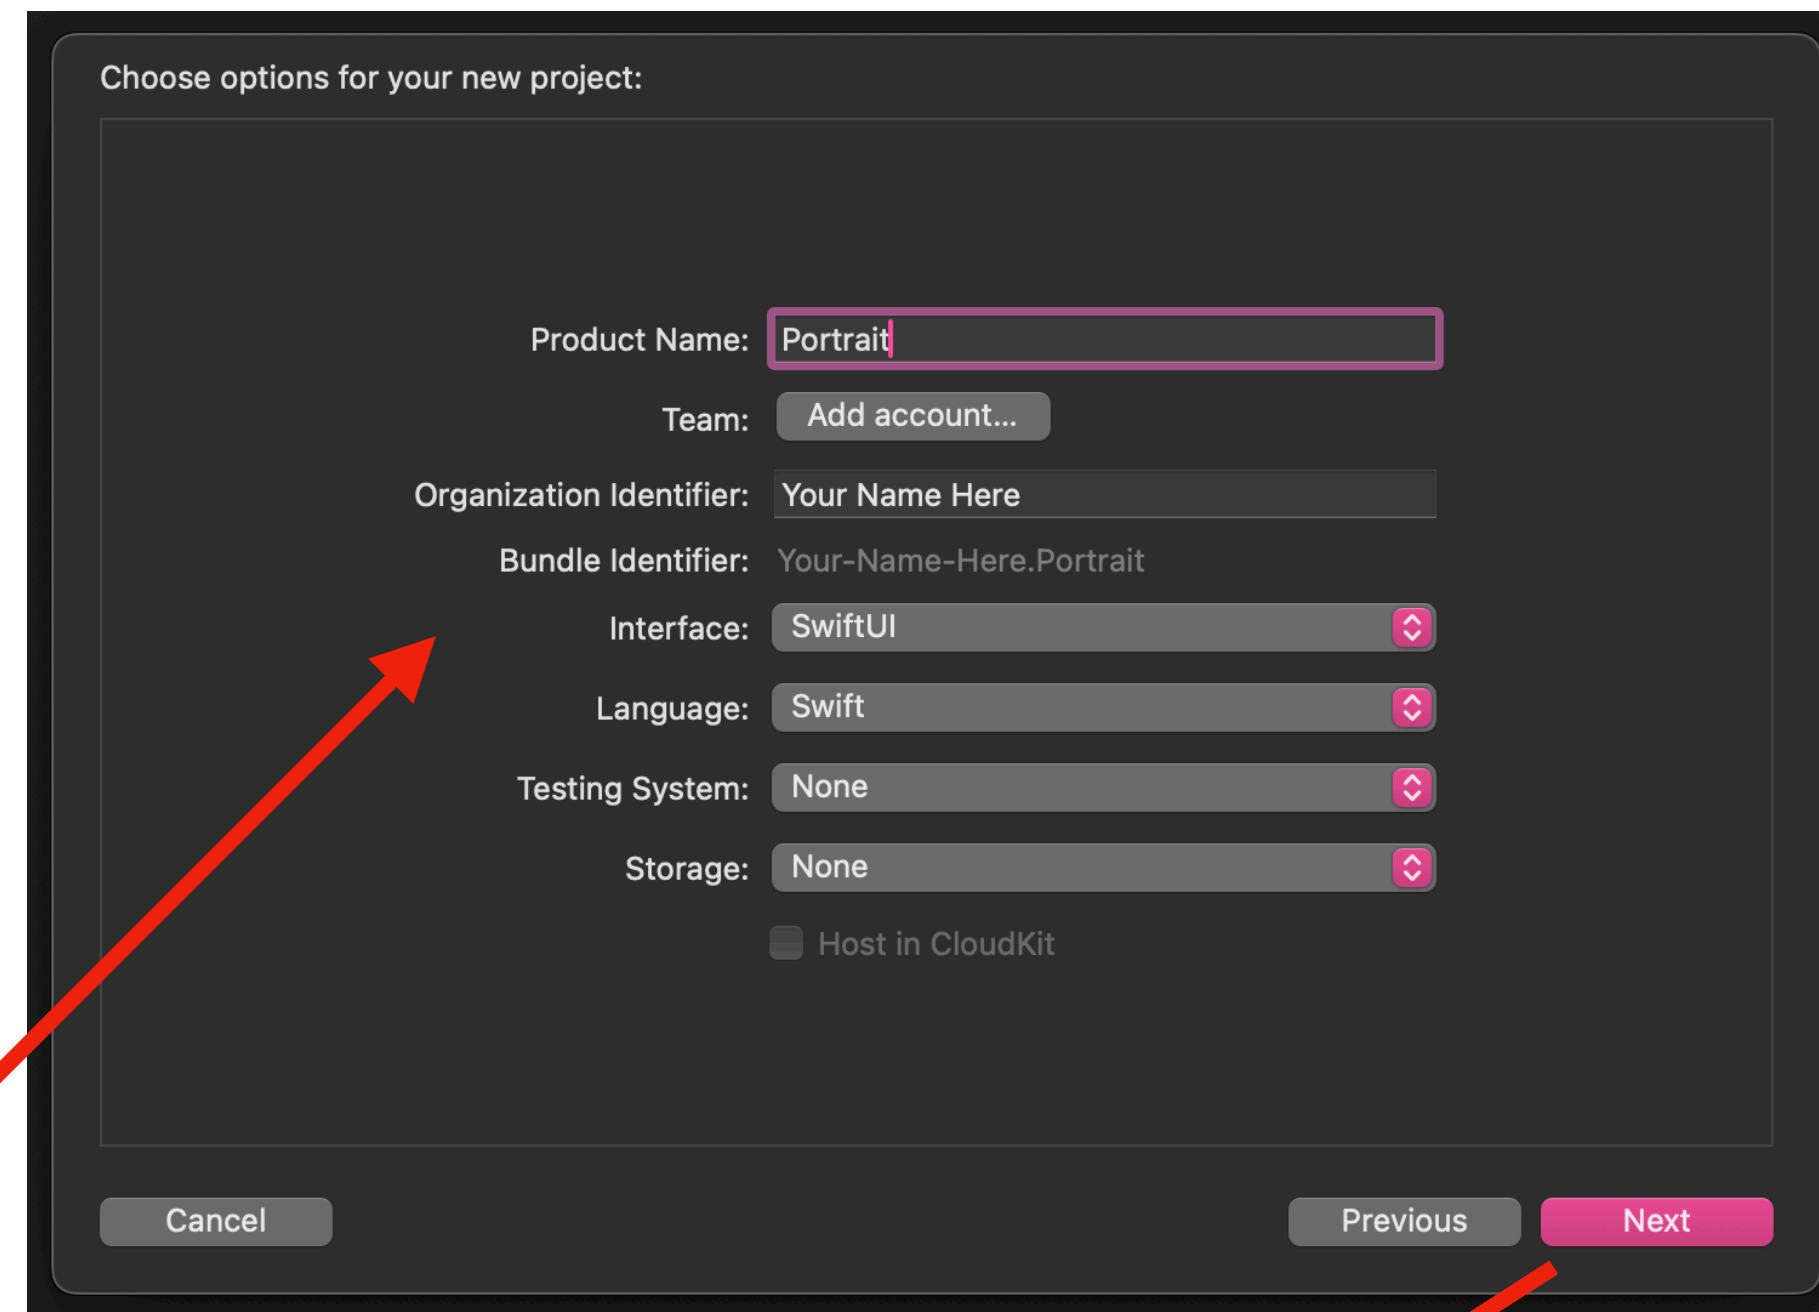 Choose options for your new project:
Product Name: Portrait
Team: Add account...
Organization Identifier: Your Name Here
Bundle Identifier: Your-Name-Here.Portrait
Interface: SwiftUI
Language: Swift
Testing System: None
Storage: None
Host in CloudKit
Cancel Previous Next